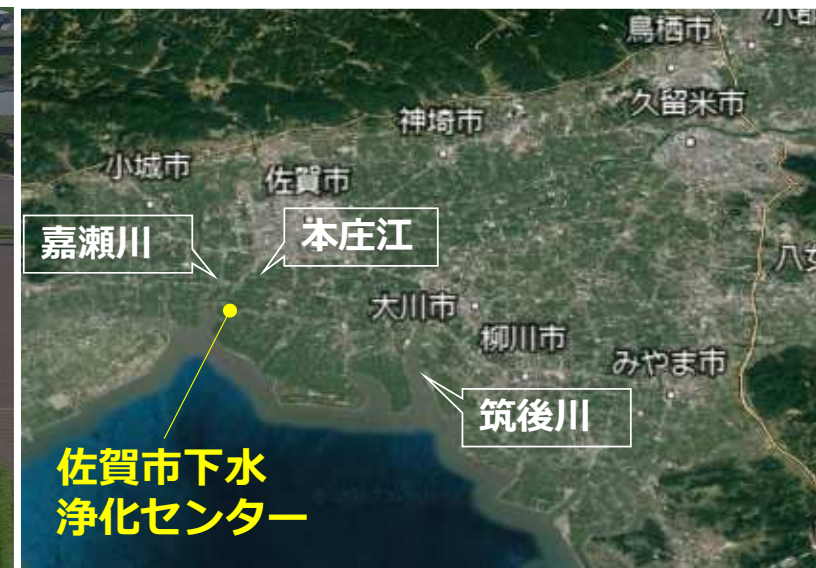 鳥栖市
久留米市
神埼市
小城市
佐賀市
嘉瀬川
本庄江
大川市
柳川市
みやま市
筑後川
佐賀市下水
浄化センター